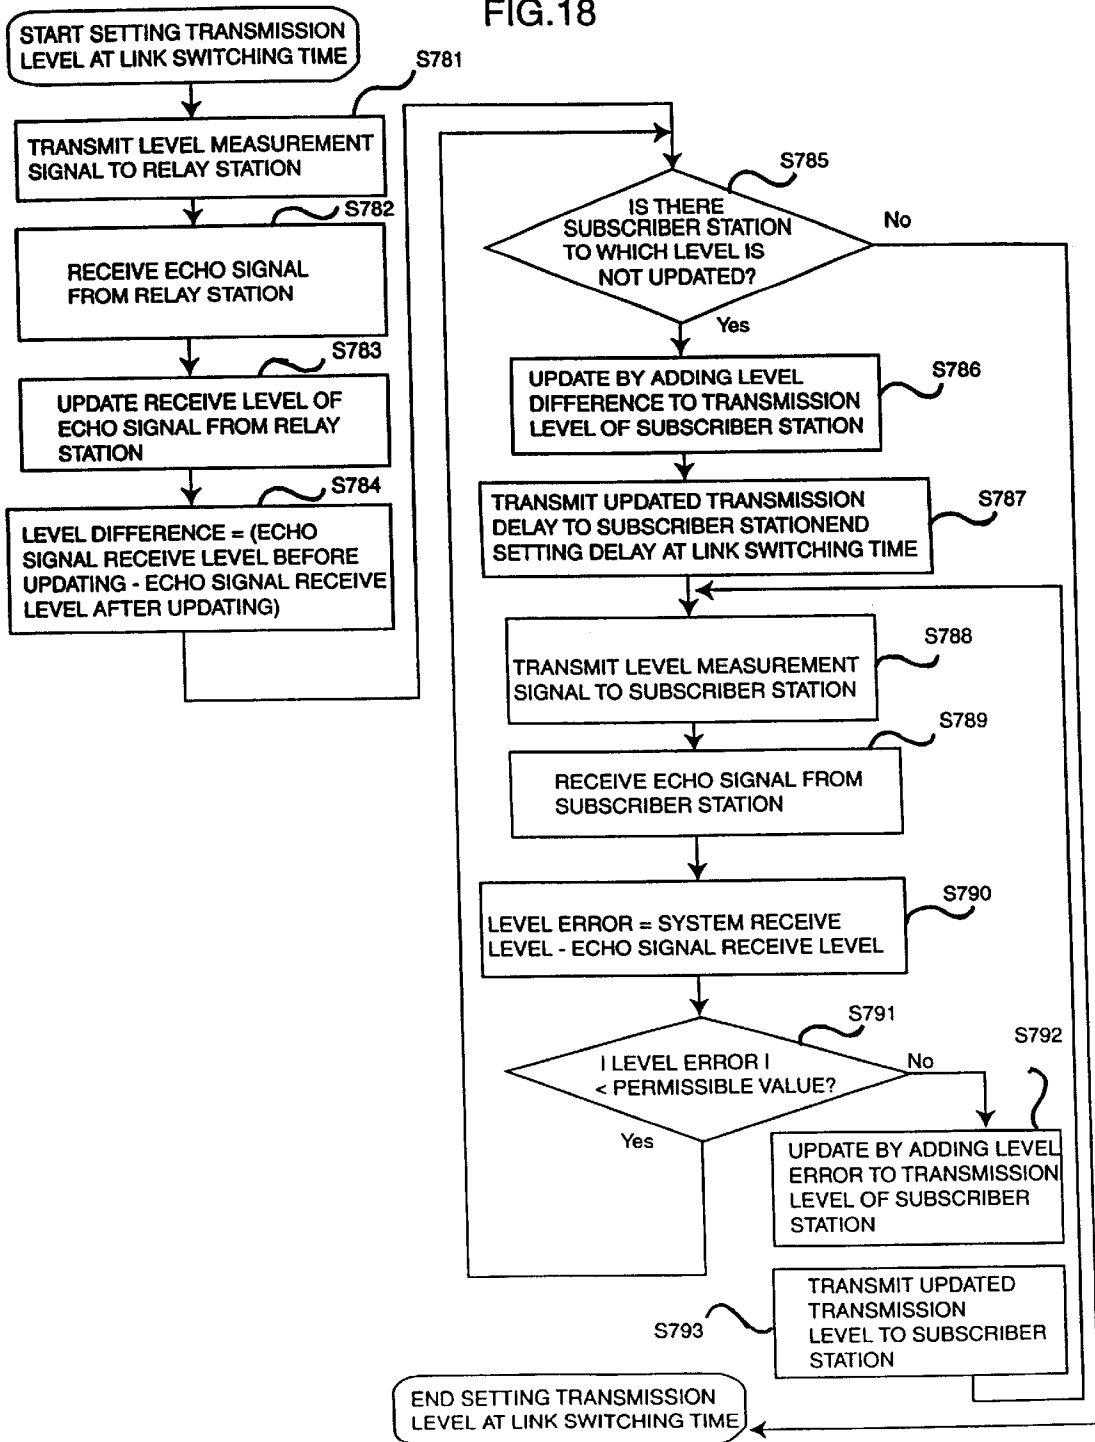 FIG.18
START SETTING TRANSMISSION
LEVEL AT LINK SWITCHING TIME
S781
TRANSMIT LEVEL MEASUREMENT
SIGNAL TO RELAY STATION
S782
RECEIVE ECHO SIGNAL
FROM RELAY STATION
S783
UPDATE RECEIVE LEVEL OF
ECHO SIGNAL FROM RELAY
STATION
S784
LEVEL DIFFERENCE = (ECHO
SIGNAL RECEIVE LEVEL BEFORE
UPDATING - ECHO SIGNAL RECEIVE
LEVEL AFTER UPDATING)
S785
IS THERE
SUBSCRIBER STATION
TO WHICH LEVEL IS
NOT UPDATED?
No
Yes
S786
UPDATE BY ADDING LEVEL
DIFFERENCE TO TRANSMISSION
LEVEL OF SUBSCRIBER STATION
S787
TRANSMIT UPDATED TRANSMISSION
DELAY TO SUBSCRIBER STATIONEND
SETTING DELAY AT LINK SWITCHING TIME
S788
TRANSMIT LEVEL MEASUREMENT
SIGNAL TO SUBSCRIBER STATION
S789
RECEIVE ECHO SIGNAL FROM
SUBSCRIBER STATION
S790
LEVEL ERROR = SYSTEM RECEIVE
LEVEL - ECHO SIGNAL RECEIVE LEVEL
S791
I LEVEL ERROR I
< PERMISSIBLE VALUE?
No
Yes
S792
UPDATE BY ADDING LEVEL
ERROR TO TRANSMISSION
LEVEL OF SUBSCRIBER
STATION
S793
TRANSMIT UPDATED
TRANSMISSION
LEVEL TO SUBSCRIBER
STATION
END SETTING TRANSMISSION
LEVEL AT LINK SWITCHING TIME